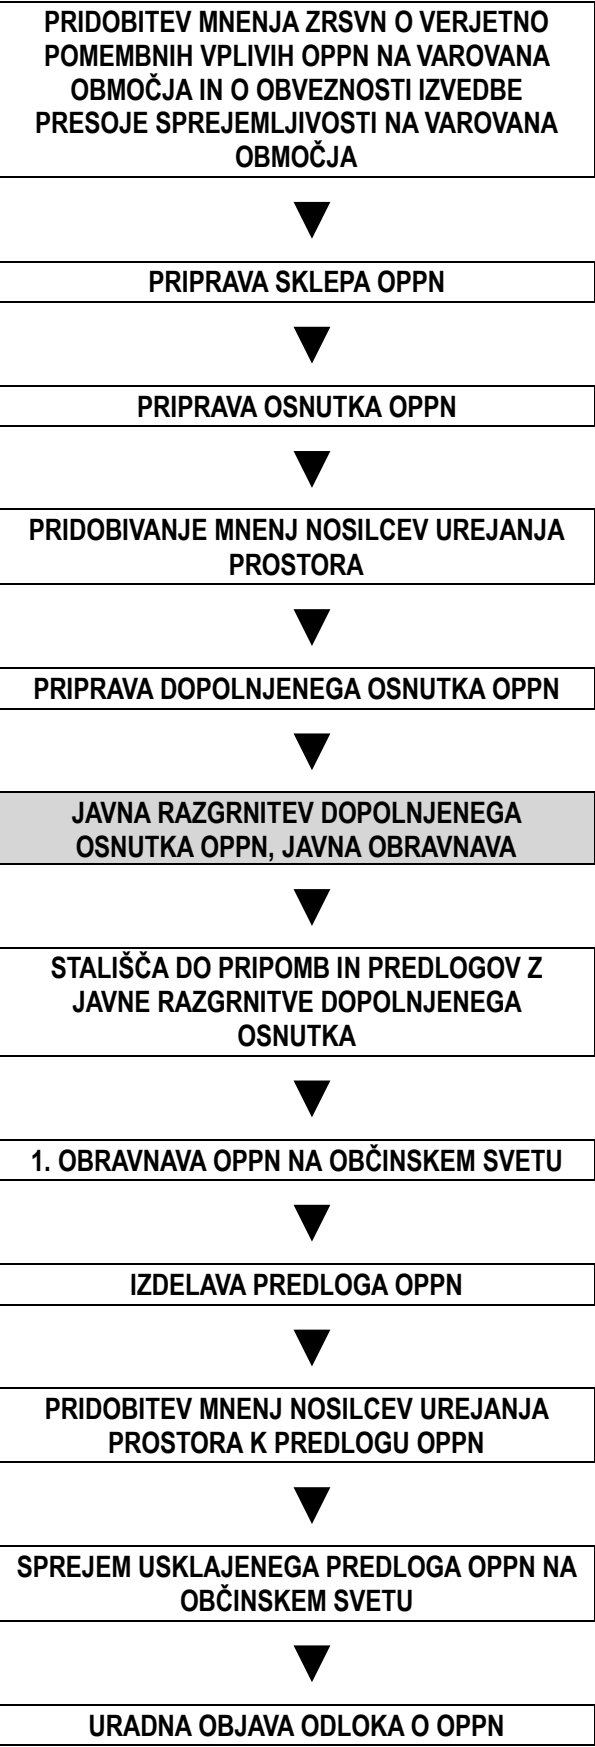 PRIDOBITEV MNENJA ZRSVN O VERJETNO
POMEMBNIH VPLIVIH OPPN NA VAROVANA
OBMOČJA IN O OBVEZNOSTI IZVEDBE
PRESOJE SPREJEMLJIVOSTI NA VAROVANA
OBMOČJA
PRIPRAVA SKLEPA OPPN
PRIPRAVA OSNUTKA OPPN
PRIDOBIVANJE MNENJ NOSILCEV UREJANJA
PROSTORA
PRIPRAVA DOPOLNJENEGA OSNUTKA OPPN
JAVNA RAZGRNITEV DOPOLNJENEGA
OSNUTKA OPPN, JAVNA OBRAVNAVA
STALIŠČA DO PRIPOMB IN PREDLOGOV Z
JAVNE RAZGRNITVE DOPOLNJENEGA
OSNUTKA
1. OBRAVNAVA OPPN NA OBČINSKEM SVETU
IZDELAVA PREDLOGA OPPN
PRIDOBITEV MNENJ NOSILCEV UREJANJA
PROSTORA K PREDLOGU OPPN
SPREJEM USKLAJENEGA PREDLOGA OPPN NA
OBČINSKEM SVETU
URADNA OBJAVA ODLOKA O OPPN